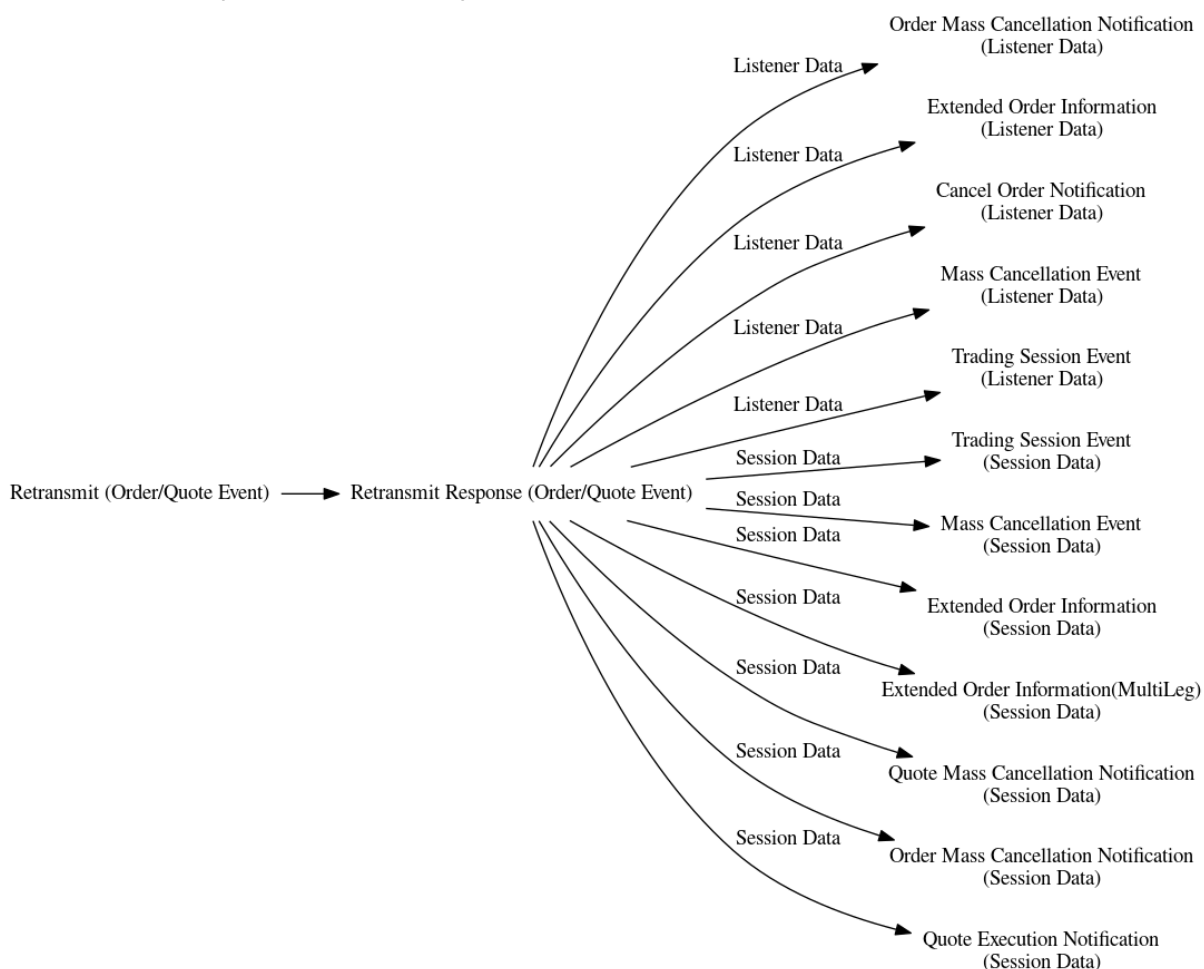 Order Mass Cancellation Notification
(Listener Data)
Listener Data
Extended Order Information
(Listener Data)
Listener Data
Cancel Order Notification
(Listener Data)
Listener Data
Mass Cancellation Event
(Listener Data)
Listener Data
Trading Session Event
(Listener Data)
Listener Data
Trading Session Event
(Session Data)
Session Data
Retransmit (Order/Quote Event)
Retransmit Response (Order/Quote Event)
Session Data
Mass Cancellation Event
(Session Data)
Session Data
Extended Order Information
(Session Data)
Session Data
Extended Order Information(MultiLeg)
(Session Data)
Session Data
Quote Mass Cancellation Notification
(Session Data)
Session Data
Order Mass Cancellation Notification
(Session Data)
Session Data
Quote Execution Notification
(Session Data)